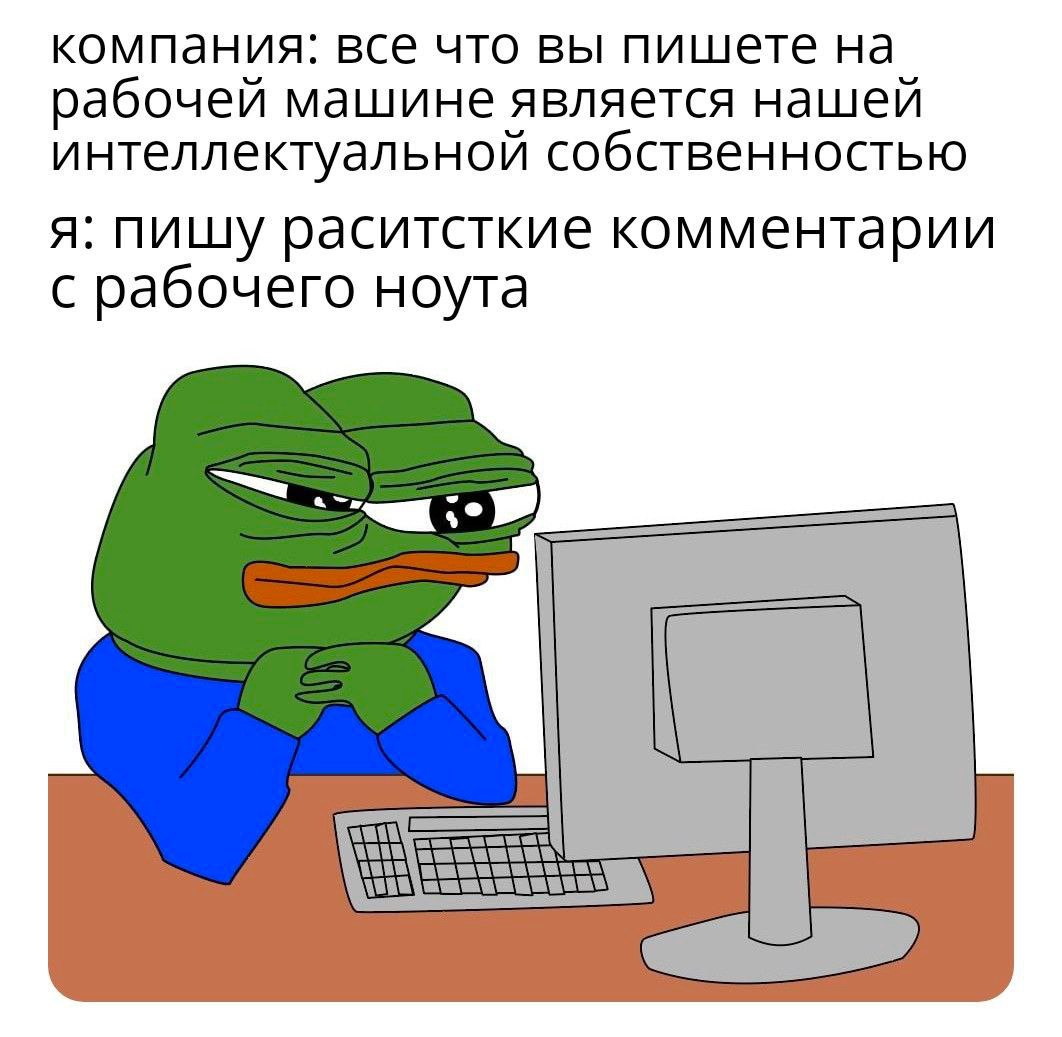 компания: все что вы пишете на
рабочей машине является нашей
интеллектуальной собственностью
я: пишу раситсткие комментарии
с рабочего ноута